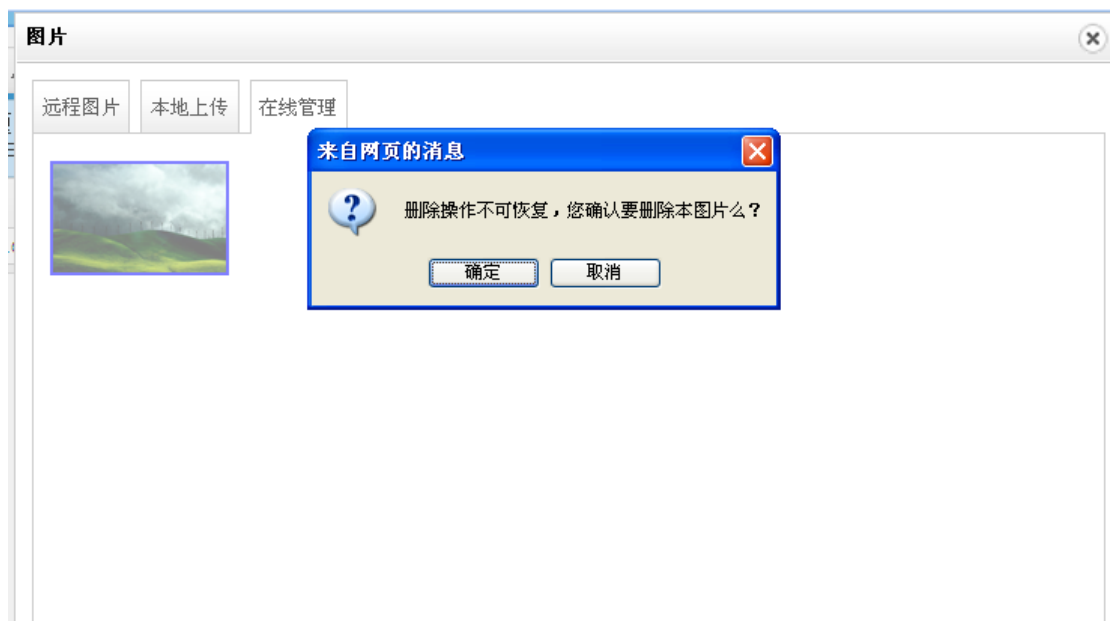 图片
远程图片 本地上传 在线管理
来自网页的消息
删除操作不可恢复，您确认要删除本图片么？
确定 取消